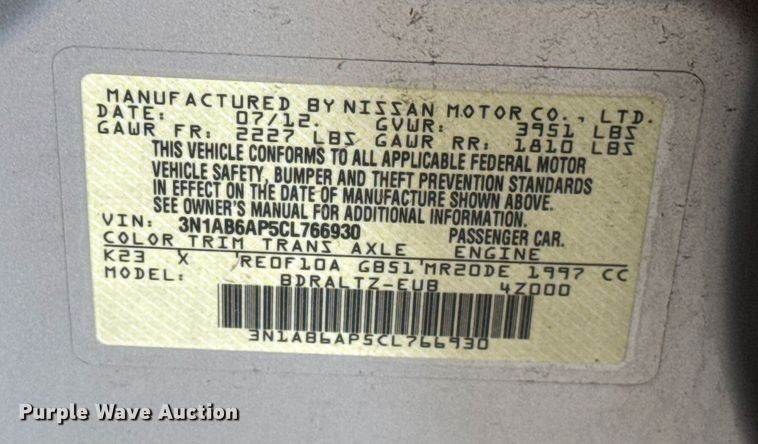 MANUFACTURED BY NISSAN MOTOR CO., LTD.
DATE: 07/12. GVWR: 3951 LBS
GAWR FR: 2227 LBS GAWR RR: 1810 LBS
THIS VEHICLE CONFORMS TO ALL APPLICABLE FEDERAL MOTOR
VEHICLE SAFETY, BUMPER AND THEFT PREVENTION STANDARDS
IN EFFECT ON THE DATE OF MANUFACTURE SHOWN ABOVE.
SEE OWNER'S MANUAL FOR ADDITIONAL INFORMATION.
VIN: 3N1AB6AP5CL766930 PASSENGER CAR.
COLOR TRIM TRANS AXLE ENGINE
K23 X 'RE0F10A GB51'MR20DE 1997 CC
MODEL: BDRALTZ-EUB 4Z000
3N1AB6AP5CL766930
Purple Wave Auction